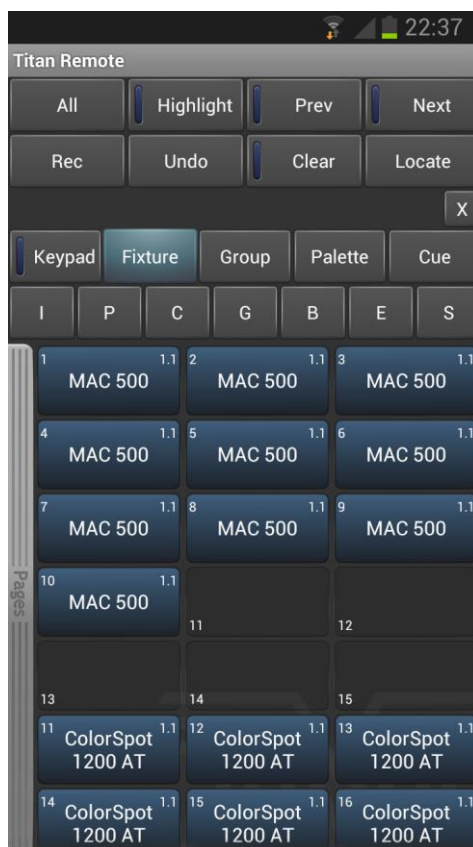 22:37
Titan Remote
All Highlight Prev Next
Rec Undo Clear Locate
X
Keypad Fixture Group Palette Cue
I P C G B E S
Pages
1 1.1 2 1.1 3 1.1
MAC 500 MAC 500 MAC 500
4 1.1 5 1.1 6 1.1
MAC 500 MAC 500 MAC 500
7 1.1 8 1.1 9 1.1
MAC 500 MAC 500 MAC 500
10 1.1
MAC 500
11 12
13 14 15
11 1.1 12 1.1 13 1.1
ColorSpot ColorSpot ColorSpot
1200 AT 1200 AT 1200 AT
14 1.1 15 1.1 16 1.1
ColorSpot ColorSpot ColorSpot
1200 AT 1200 AT 1200 AT